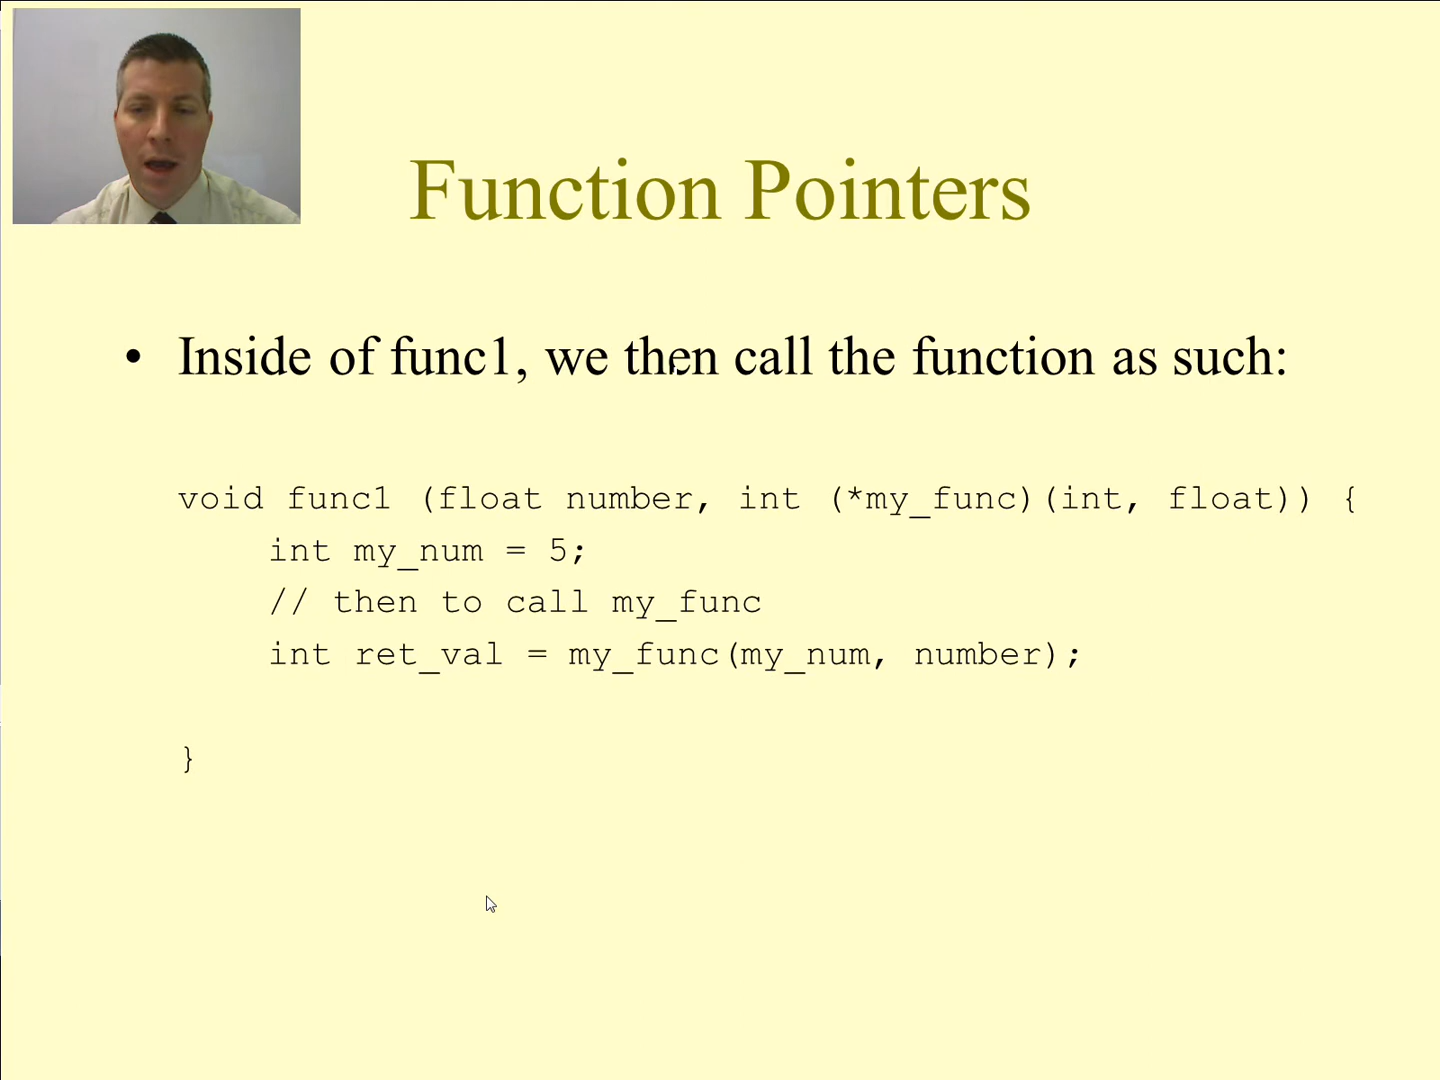 Function Pointers
• Inside of func1, we then call the function as such:
void func1 (float number, int (*my_func)(int, float)) {
int my_num = 5;
// then to call my_func
int ret_val = my_func(my_num, number);
}